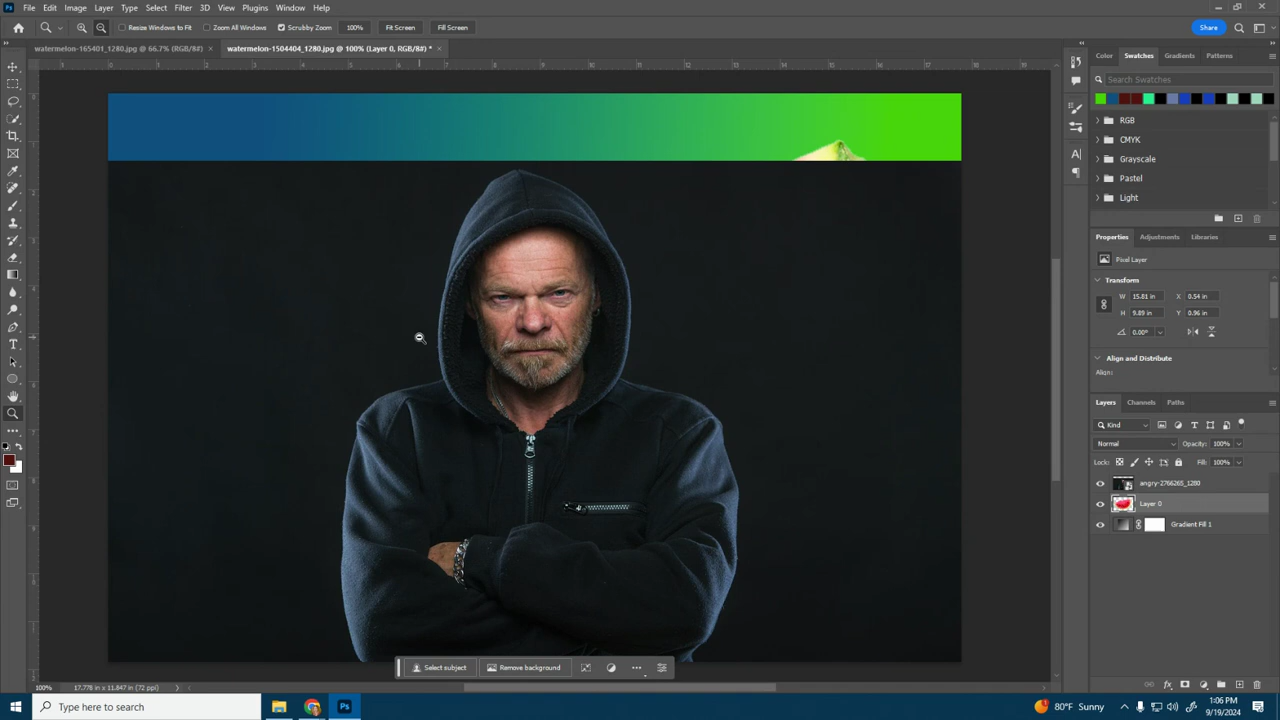 Ps File Edit Image Layer Type Select Filter 3D View Plugins Window Help
Resize Windows to Fit Zoom All Windows Scrubby Zoom 100% Fit Screen Fill Screen Share
watermelon-165401_1280.jpg @ 66.7% (RGB/8#) × watermelon-1504404_1280.jpg @ 100% (Layer 0, RGB/8#) * ×
Color Swatches Gradients Patterns
Search Swatches
RGB
CMYK
Grayscale
Pastel
Light
Properties Adjustments Libraries
Pixel Layer
Transform
W 15.81 in X 0.54 in
H 9.89 in Y 0.96 in
0.00°
Align and Distribute
Align:
Layers Channels Paths
Kind
Normal Opacity: 100%
Lock: Fill: 100%
angry-2766265_1280
Layer 0
Gradient Fill 1
Select subject Remove background
100% 17.778 in x 11.847 in (72 ppi)
Type here to search
Ps
80°F Sunny
1:06 PM
9/19/2024